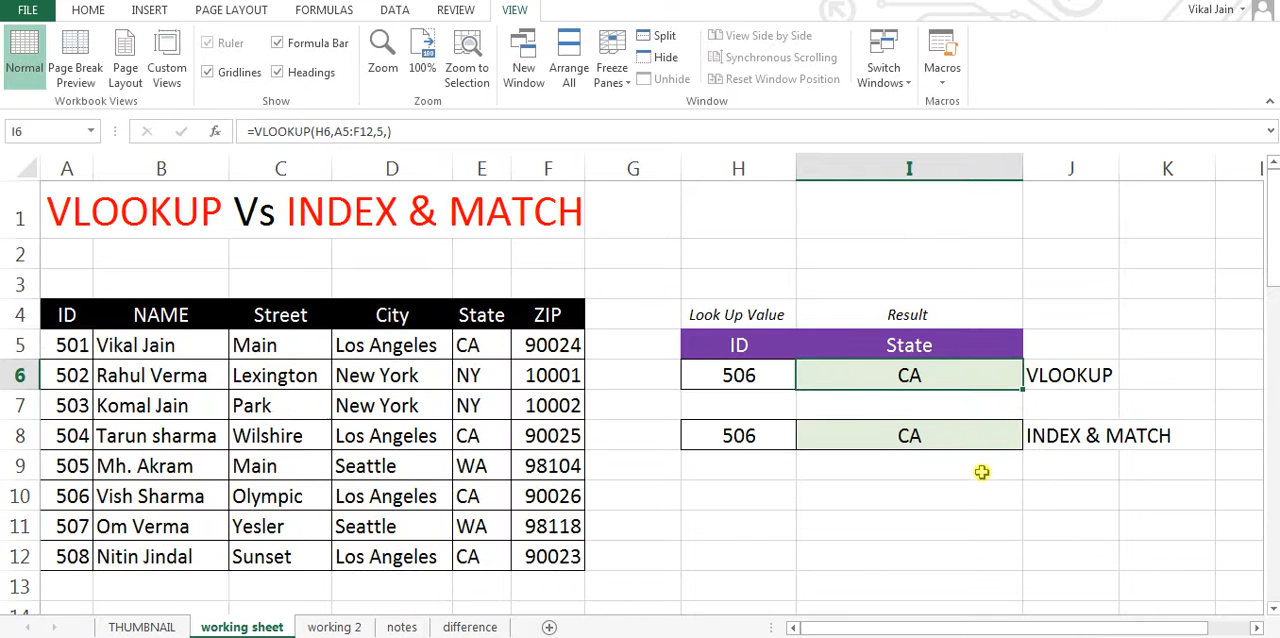 FILE HOME INSERT PAGE LAYOUT FORMULAS DATA REVIEW VIEW Vikal Jain
Normal Page Break Preview Page Layout Custom Views
Workbook Views
Ruler Formula Bar
Gridlines Headings
Show
Zoom 100% Zoom to Selection
Zoom
New Window Arrange All Freeze Panes
Split View Side by Side
Hide Synchronous Scrolling
Unhide Reset Window Position
Window
Switch Windows
Macros
Macros
I6 fx =VLOOKUP(H6,A5:F12,5,)
A B C D E F G H I J K
1 VLOOKUP Vs INDEX & MATCH
2
3
4 ID NAME Street City State ZIP Look Up Value Result
5 501 Vikal Jain Main Los Angeles CA 90024 ID State
6 502 Rahul Verma Lexington New York NY 10001 506 CA VLOOKUP
7 503 Komal Jain Park New York NY 10002
8 504 Tarun sharma Wilshire Los Angeles CA 90025 506 CA INDEX & MATCH
9 505 Mh. Akram Main Seattle WA 98104
10 506 Vish Sharma Olympic Los Angeles CA 90026
11 507 Om Verma Yesler Seattle WA 98118
12 508 Nitin Jindal Sunset Los Angeles CA 90023
13
THUMBNAIL working sheet working 2 notes difference